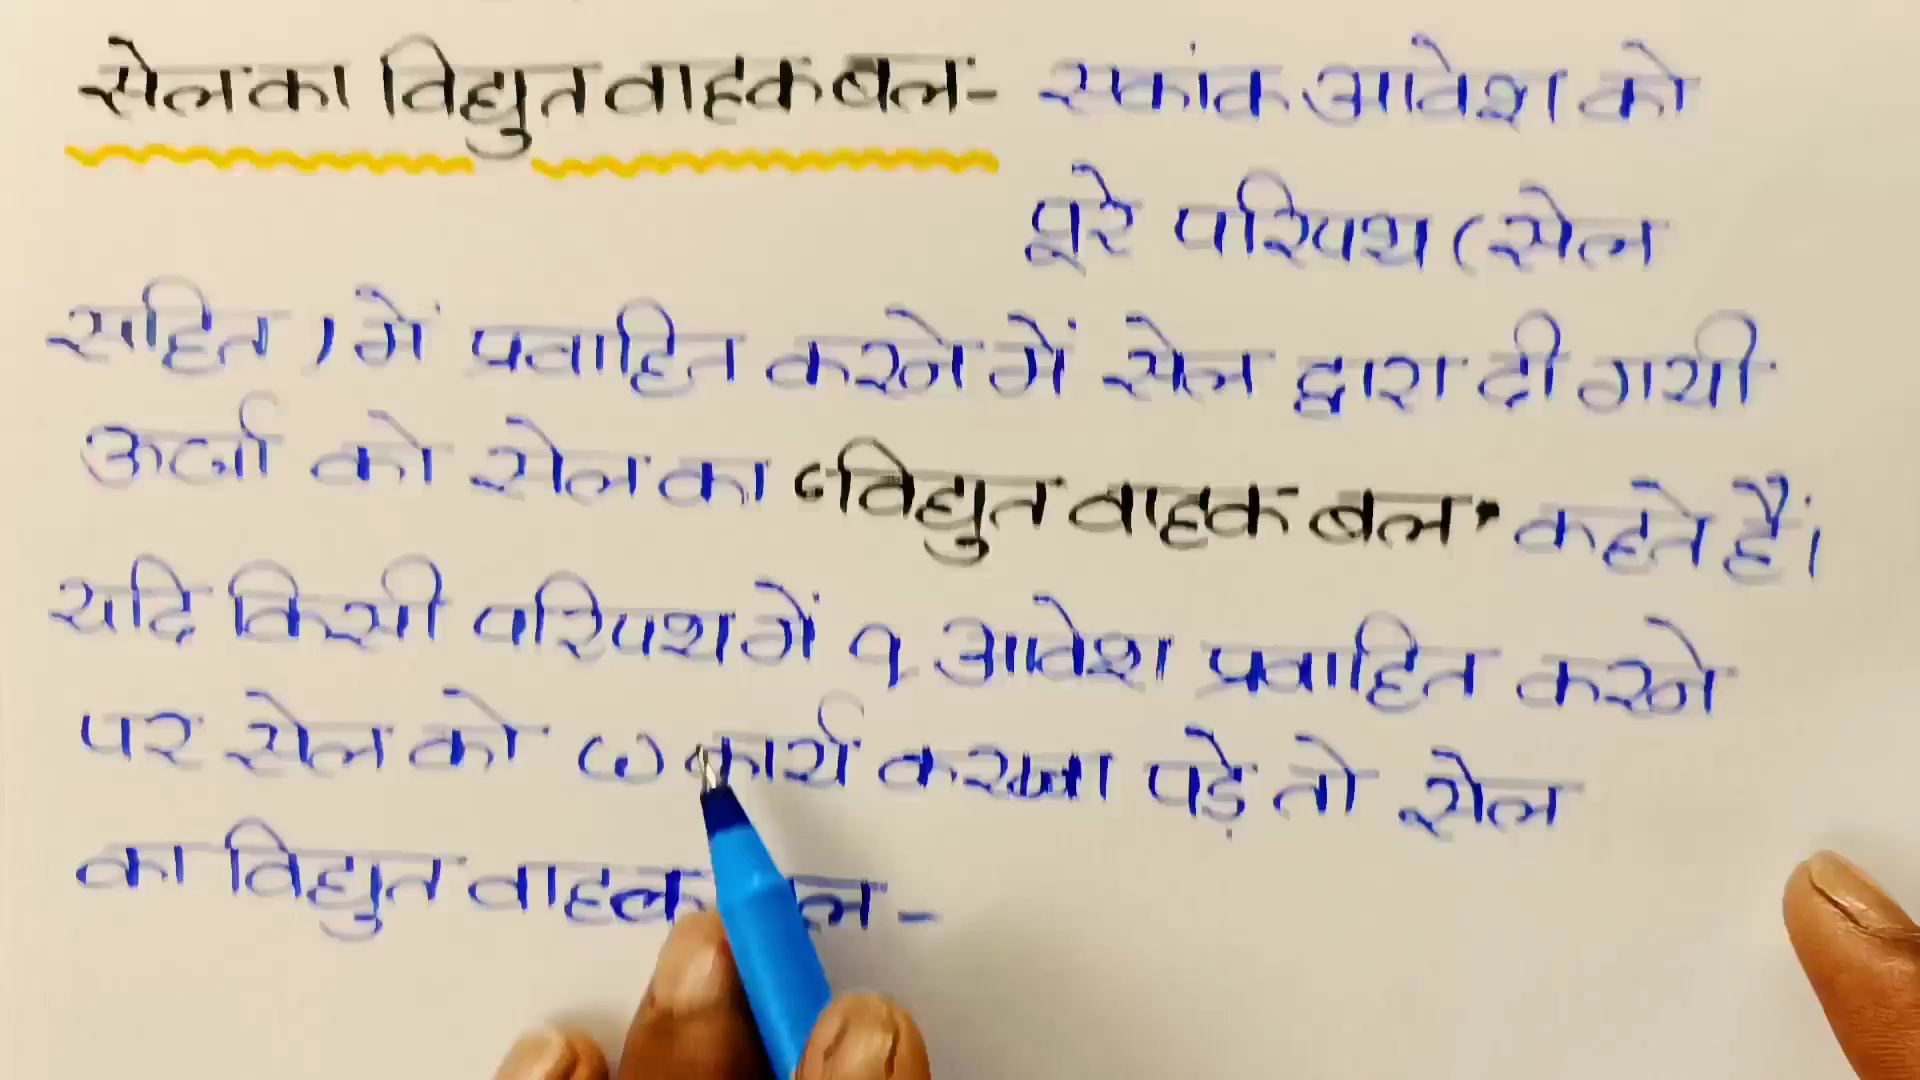 सेल का विद्युत वाहक बल- एकांक आवेश को
पूरे परिपथ (सेल
सहित) में प्रवाहित करने में सेल द्वारा दी गयी
ऊर्जा को सेल का "विद्युत वाहक बल" कहते हैं।
यदि किसी परिपथ में q आवेश प्रवाहित करने
पर सेल को W कार्य करना पड़े तो सेल
का विद्युत वाहक बल -